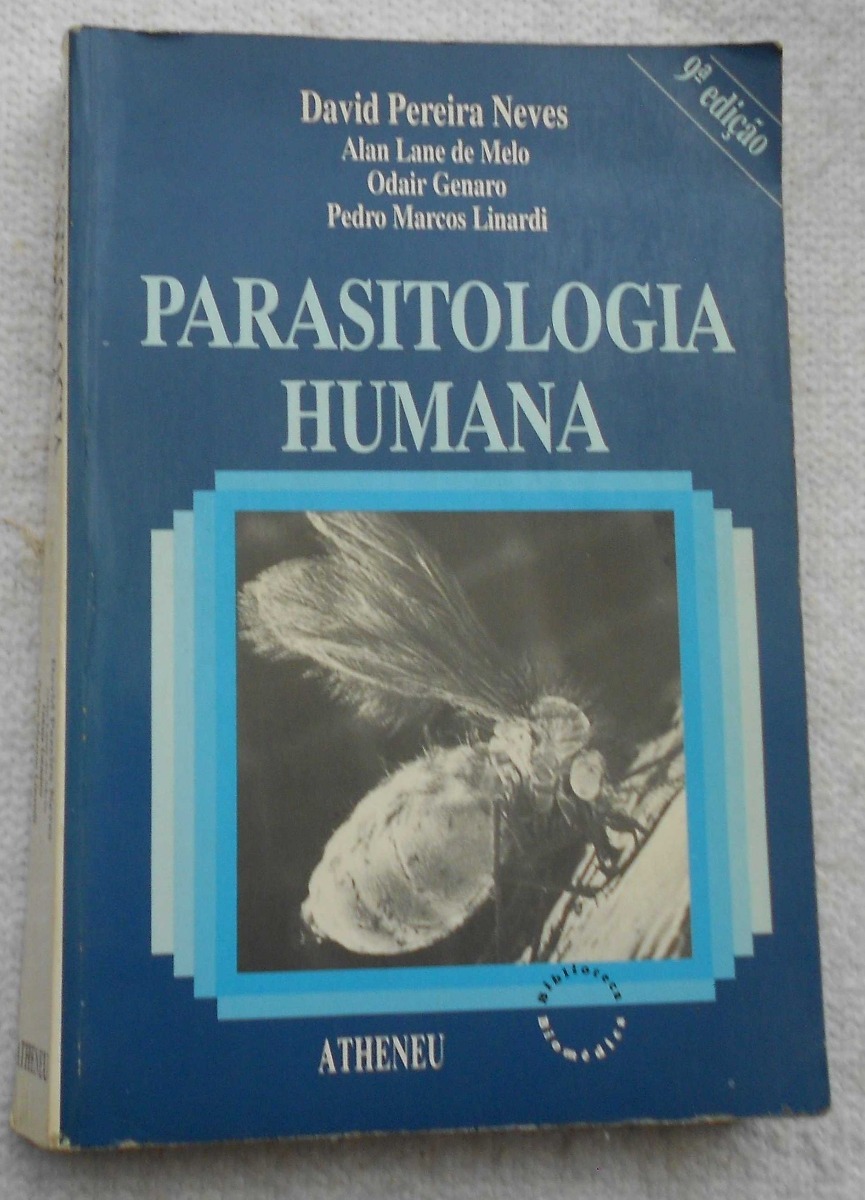 David Pereira Neves
Alan Lane de Melo
Odair Genaro
Pedro Marcos Linardi
9ª edição
PARASITOLOGIA
HUMANA
ATHENEU
Biblioteca
Biomédica
ATHENEU